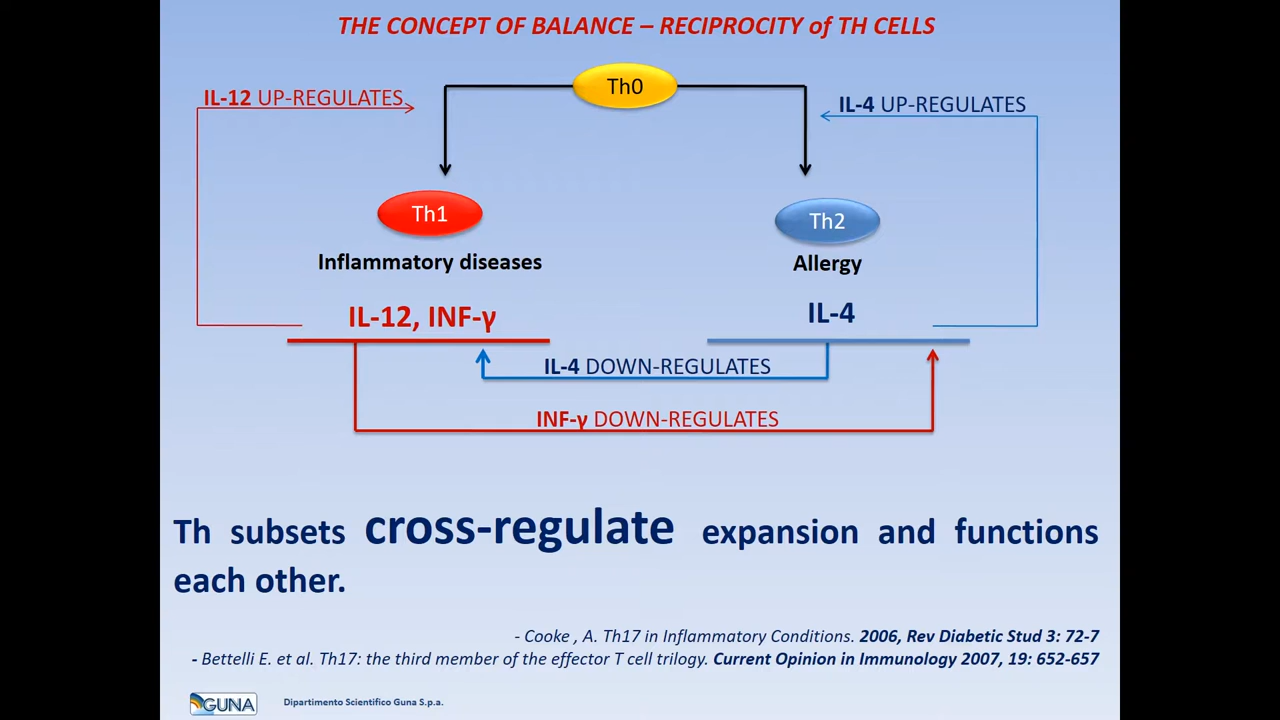 THE CONCEPT OF BALANCE – RECIPROCITY of TH CELLS
Th0
IL-12 UP-REGULATES
IL-4 UP-REGULATES
Th1
Th2
Inflammatory diseases
Allergy
IL-12, INF-γ
IL-4
IL-4 DOWN-REGULATES
INF-γ DOWN-REGULATES
Th subsets cross-regulate expansion and functions
each other.
- Cooke , A. Th17 in Inflammatory Conditions. 2006, Rev Diabetic Stud 3: 72-7
- Bettelli E. et al. Th17: the third member of the effector T cell trilogy. Current Opinion in Immunology 2007, 19: 652-657
GUNA
Dipartimento Scientifico Guna S.p.a.